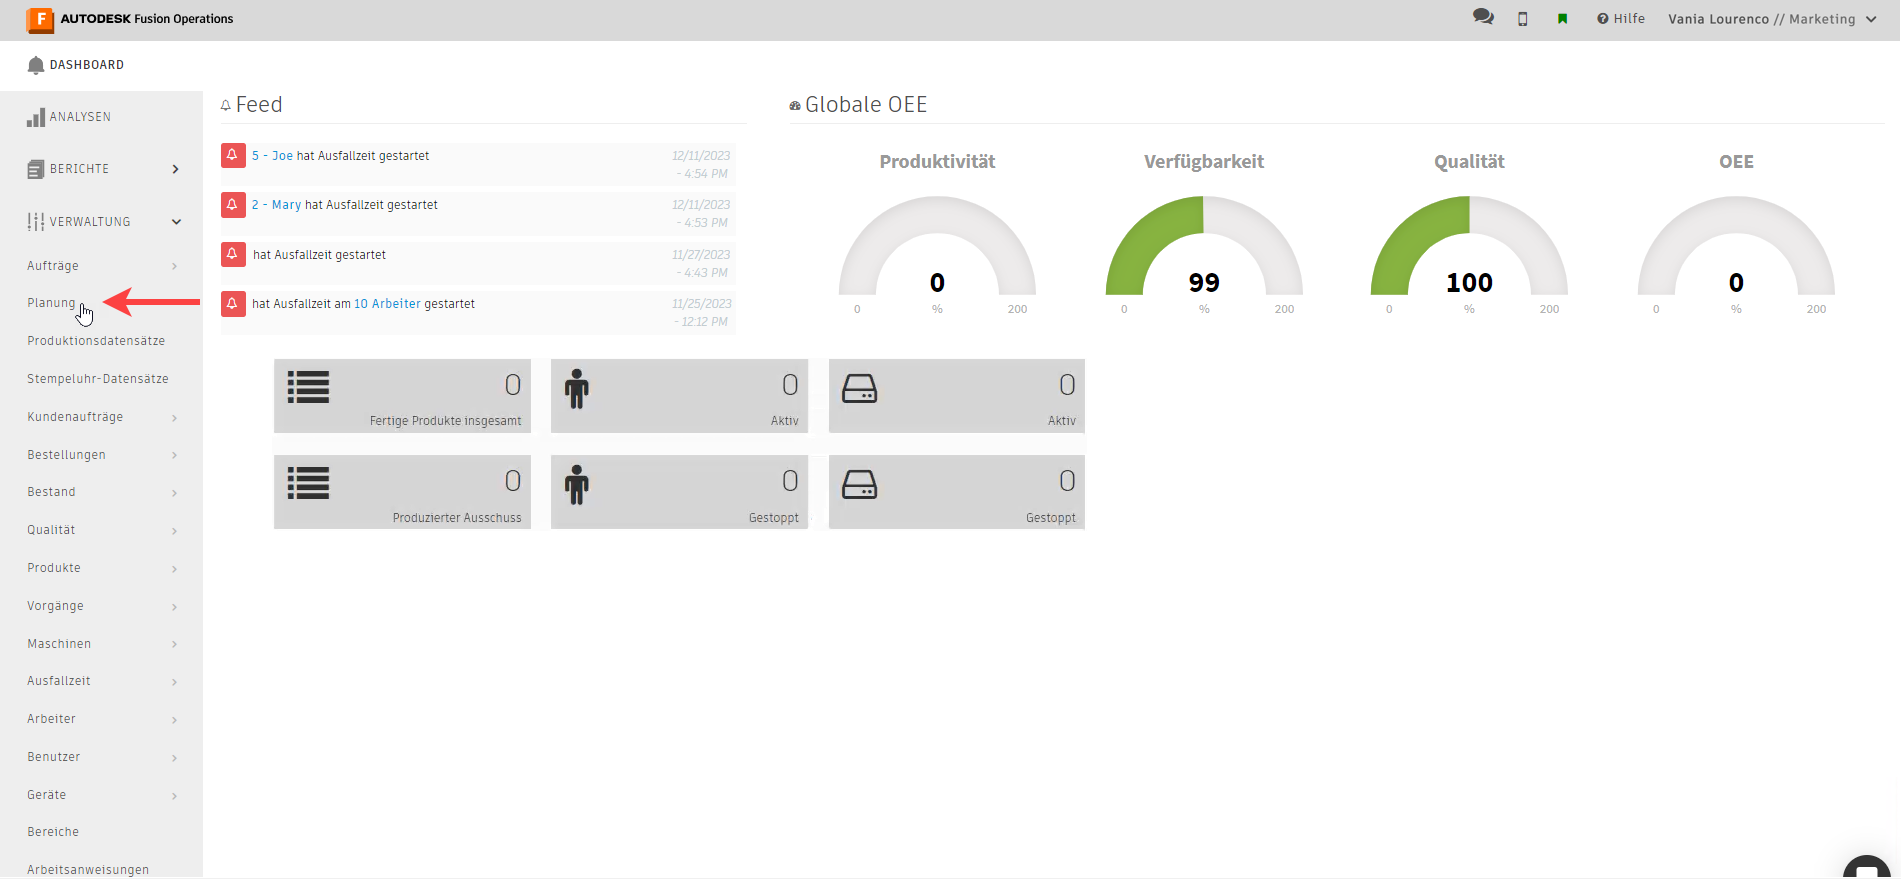 F AUTODESK Fusion Operations
Hilfe
Vania Lourenco // Marketing
DASHBOARD
ANALYSEN
BERICHTE
VERWALTUNG
Aufträge
Planung
Produktionsdatensätze
Stempeluhr-Datensätze
Kundenaufträge
Bestellungen
Bestand
Qualität
Produkte
Vorgänge
Maschinen
Ausfallzeit
Arbeiter
Benutzer
Geräte
Bereiche
Arbeitsanweisungen
Feed
5 - Joe hat Ausfallzeit gestartet
12/11/2023
- 4:54 PM
2 - Mary hat Ausfallzeit gestartet
12/11/2023
- 4:53 PM
hat Ausfallzeit gestartet
11/27/2023
- 4:43 PM
hat Ausfallzeit am 10 Arbeiter gestartet
11/25/2023
- 12:12 PM
Globale OEE
Produktivität
0
0 % 200
Verfügbarkeit
99
0 % 200
Qualität
100
0 % 200
OEE
0
0 % 200
0
Fertige Produkte insgesamt
0
Aktiv
0
Aktiv
0
Produzierter Ausschuss
0
Gestoppt
0
Gestoppt